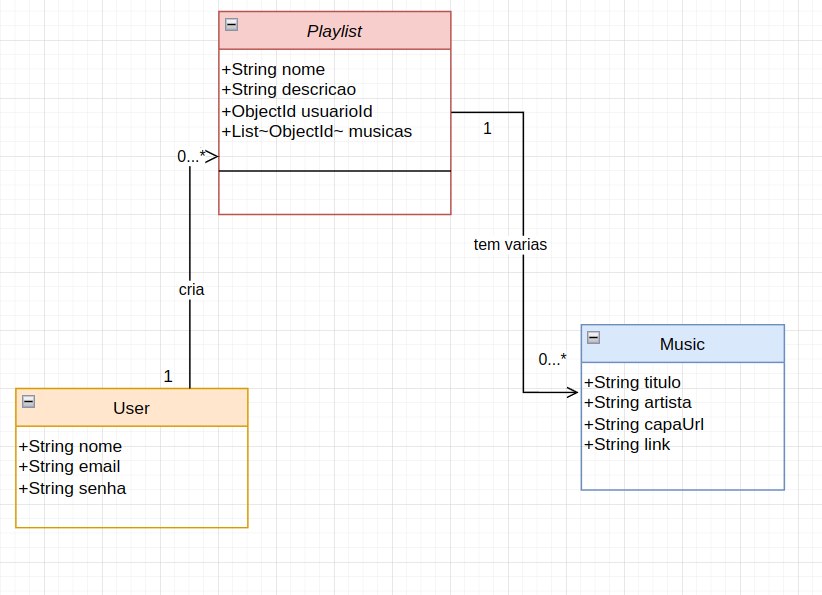 Playlist
+String nome
+String descricao
+ObjectId usuarioId
+List~ObjectId~ musicas
1
0...*
tem varias
cria
0...*
1
Music
+String titulo
+String artista
+String capaUrl
+String link
User
+String nome
+String email
+String senha